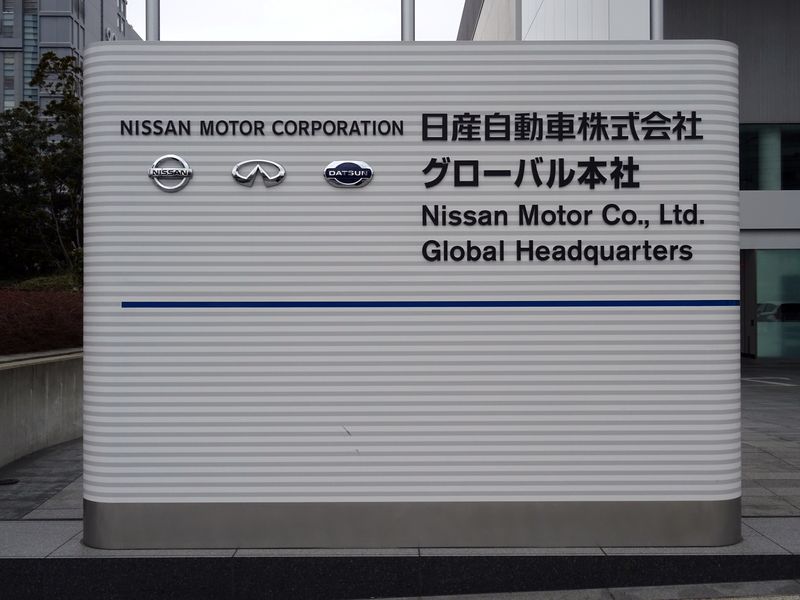 NISSAN MOTOR CORPORATION
NISSAN
DATSUN
日産自動車株式会社
グローバル本社
Nissan Motor Co., Ltd.
Global Headquarters